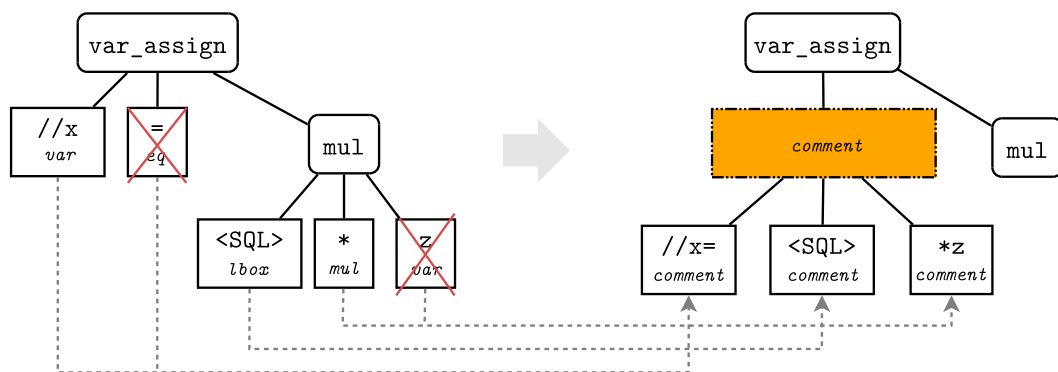 var_assign
//x
var
=
eq
mul
<SQL>
lbox
*
mul
z
var
var_assign
comment
mul
//x=
comment
<SQL>
comment
*z
comment